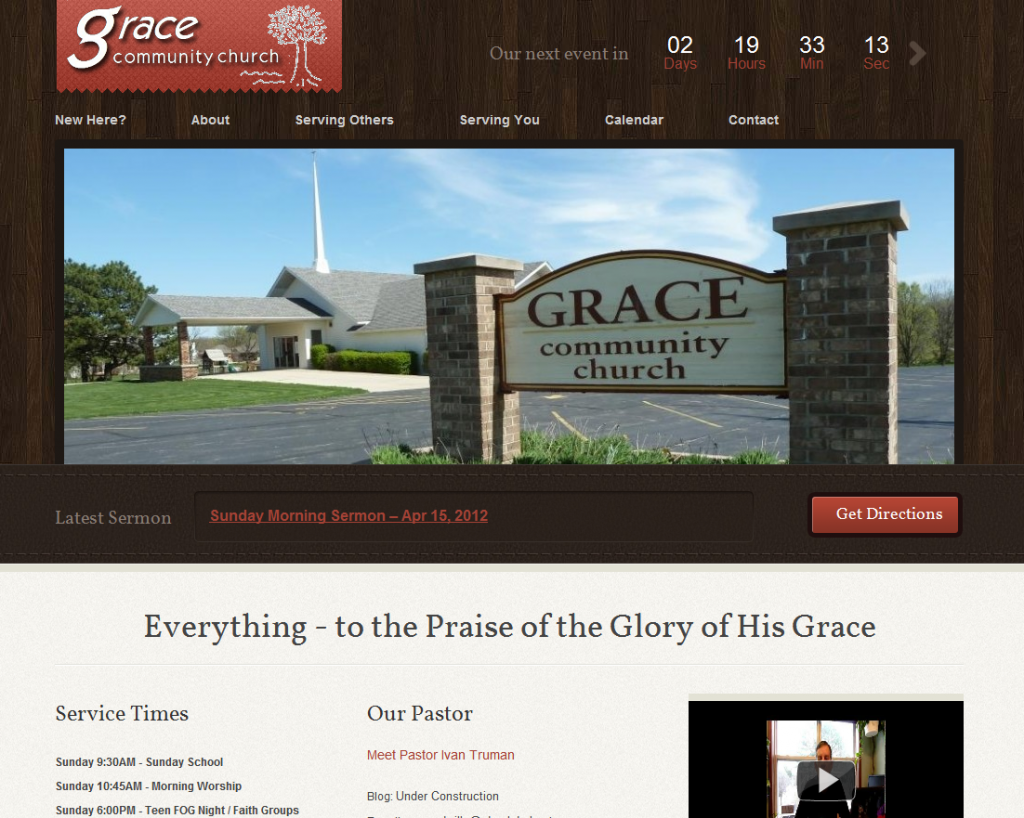 grace
community church
Our next event in
02 19 33 13
Days Hours Min Sec
New Here? About Serving Others Serving You Calendar Contact
GRACE
community
church
Latest Sermon
Sunday Morning Sermon – Apr 15, 2012
Get Directions
Everything - to the Praise of the Glory of His Grace
Service Times
Our Pastor
Sunday 9:30AM - Sunday School
Sunday 10:45AM - Morning Worship
Sunday 6:00PM - Teen FOG Night / Faith Groups
Meet Pastor Ivan Truman
Blog: Under Construction